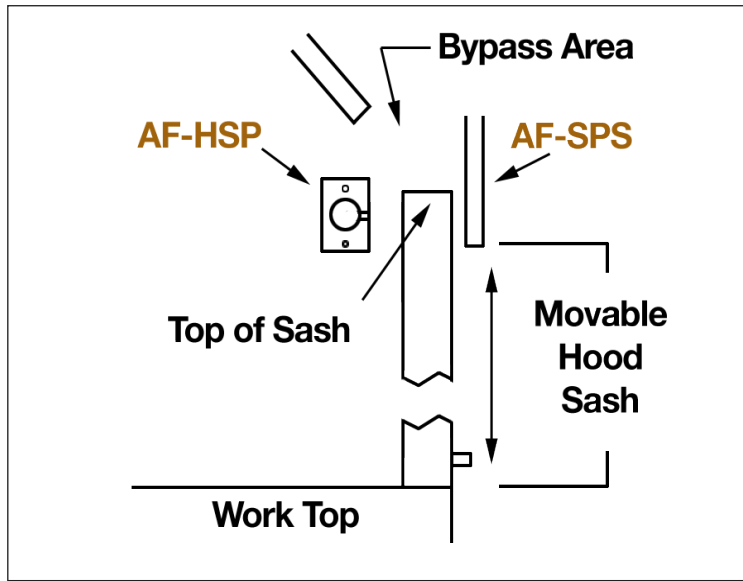 Bypass Area
AF-HSP
AF-SPS
Top of Sash
Movable
Hood
Sash
Work Top